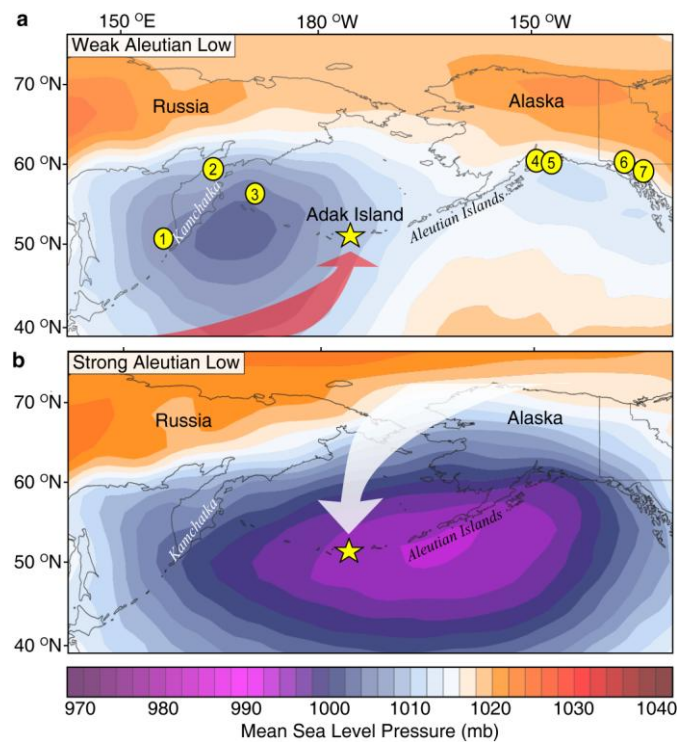 150 °E 180 °W 150 °W
a
Weak Aleutian Low
70 °N
Russia Alaska
60 °N
2 4 5 6 7
3
Kamchatka
Adak Island
Aleutian Islands
50 °N
1
40 °N
b
Strong Aleutian Low
70 °N
Russia Alaska
60 °N
Kamchatka
50 °N
Aleutian Islands
40 °N
970 980 990 1000 1010 1020 1030 1040
Mean Sea Level Pressure (mb)